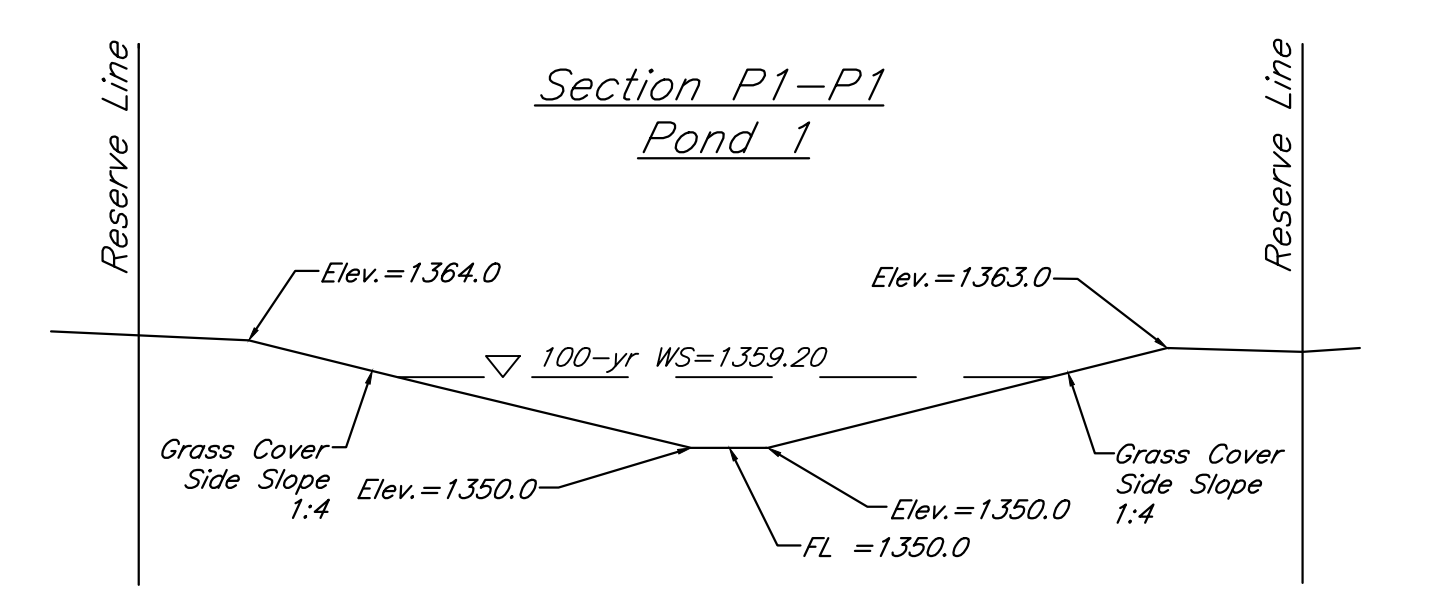 Section P1-P1
Pond 1
Reserve Line
Reserve Line
Elev.=1364.0
Elev.=1363.0
100-yr WS=1359.20
Grass Cover
Side Slope
1:4
Elev.=1350.0
Grass Cover
Side Slope
1:4
Elev.=1350.0
FL =1350.0